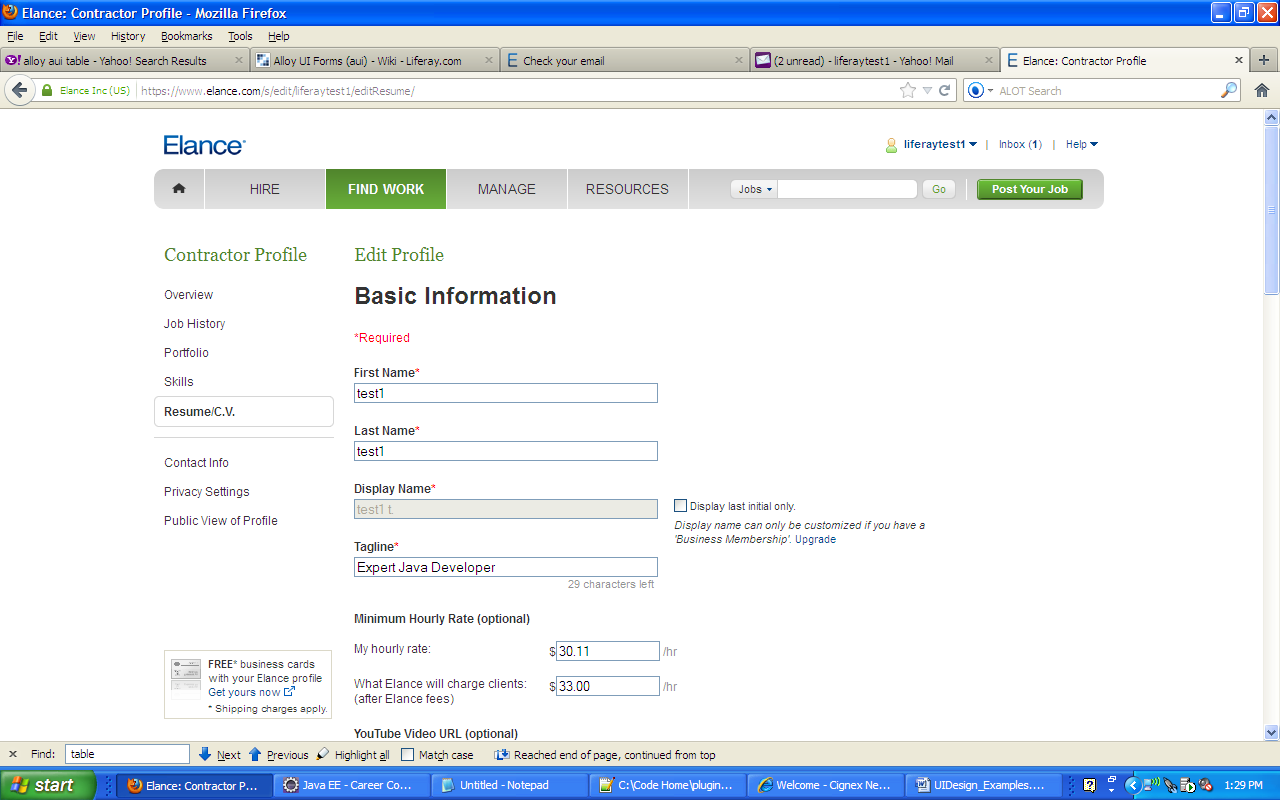 Elance: Contractor Profile - Mozilla Firefox
File Edit View History Bookmarks Tools Help
alloy aui table - Yahoo! Search Results
Alloy UI Forms (aui) - Wiki - Liferay.com
Check your email
(2 unread) - liferaytest1 - Yahoo! Mail
Elance: Contractor Profile
Elance Inc (US) https://www.elance.com/s/edit/liferaytest1/editResume/
ALOT Search
Elance
liferaytest1 | Inbox (1) | Help
HIRE FIND WORK MANAGE RESOURCES Jobs Go Post Your Job
Contractor Profile
Overview
Job History
Portfolio
Skills
Resume/C.V.
Contact Info
Privacy Settings
Public View of Profile
FREE* business cards
with your Elance profile
Get yours now
* Shipping charges apply.
Edit Profile
Basic Information
*Required
First Name*
test1
Last Name*
test1
Display Name*
test1 t.
Display last initial only.
Display name can only be customized if you have a
'Business Membership'. Upgrade
Tagline*
Expert Java Developer
29 characters left
Minimum Hourly Rate (optional)
My hourly rate: $ 30.11 /hr
What Elance will charge clients: $ 33.00 /hr
(after Elance fees)
YouTube Video URL (optional)
Find: table Next Previous Highlight all Match case Reached end of page, continued from top
start
Elance: Contractor P...
Java EE - Career Co...
Untitled - Notepad
C:\Code Home\plugin...
Welcome - Cignex Ne...
UIDesign_Examples....
1:29 PM